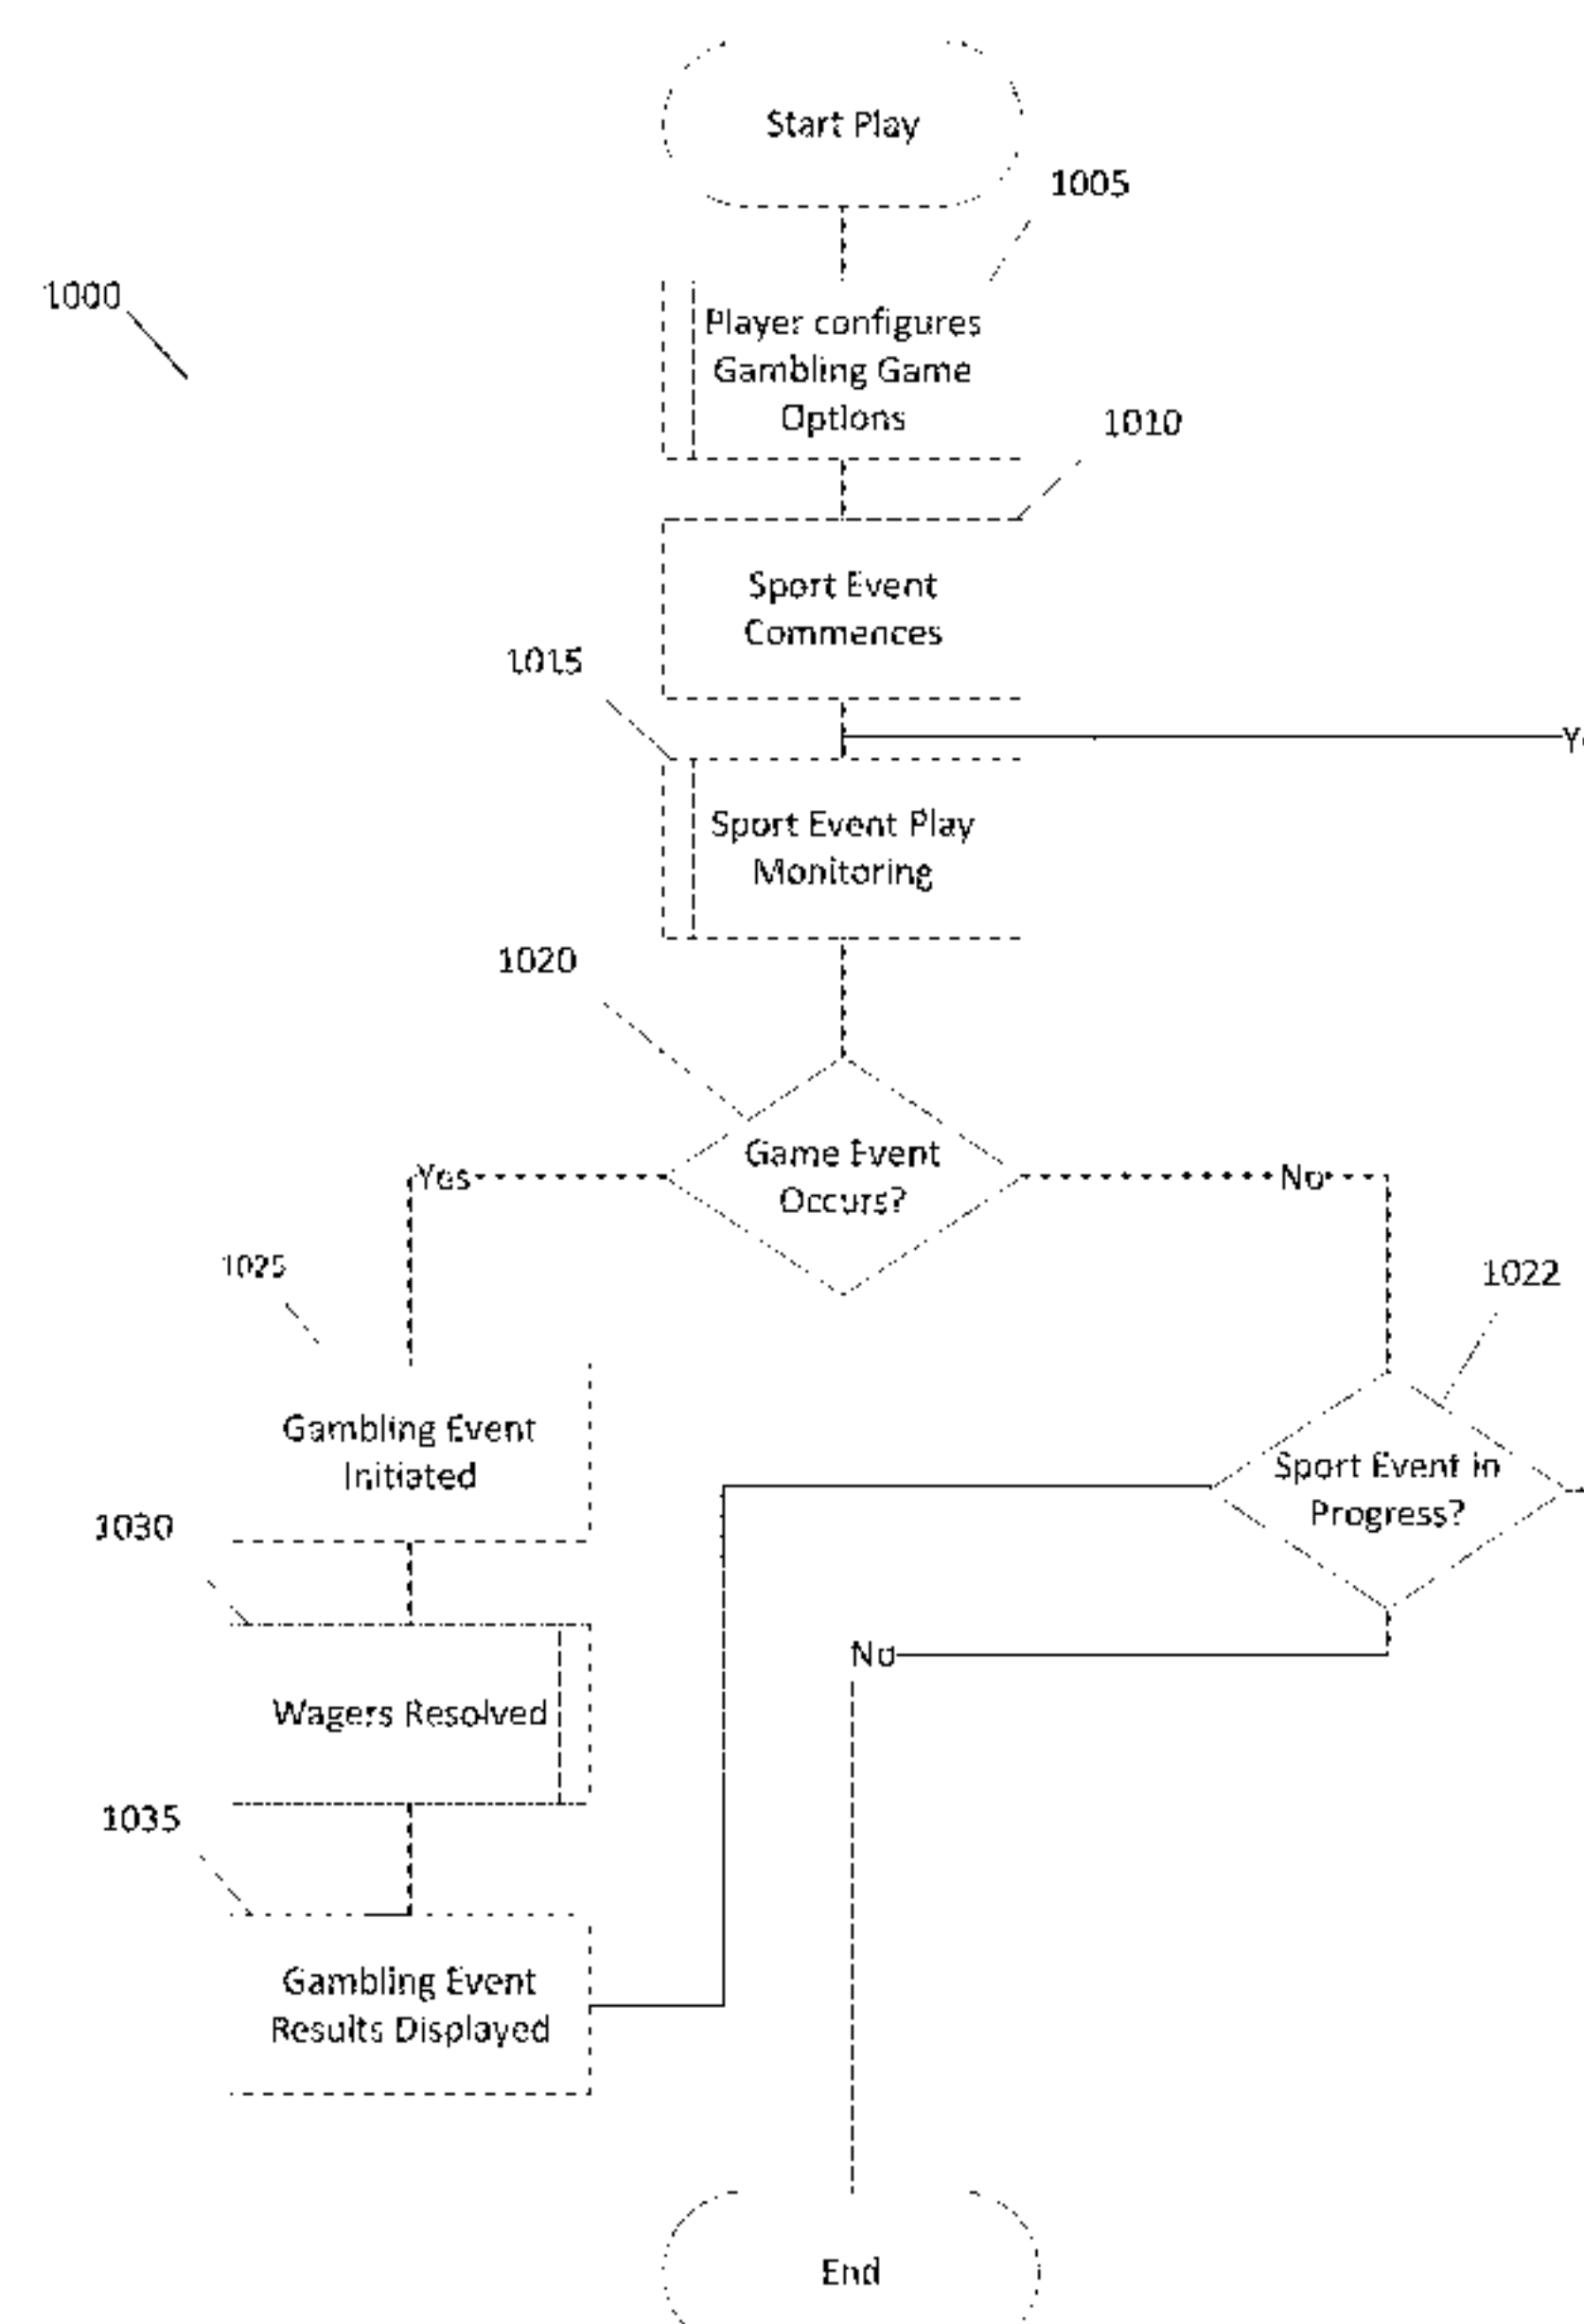 Start Play
1005
1000
Player configures
Gambling Game
Options
1010
Sport Event
Commences
1015
Sport Event Play
Monitoring
1020
Game Event
Occurs?
Yes
No
1025
1022
Gambling Event
Initiated
Sport Event in
Progress?
1030
No
Wagers Resolved
1035
Gambling Event
Results Displayed
End